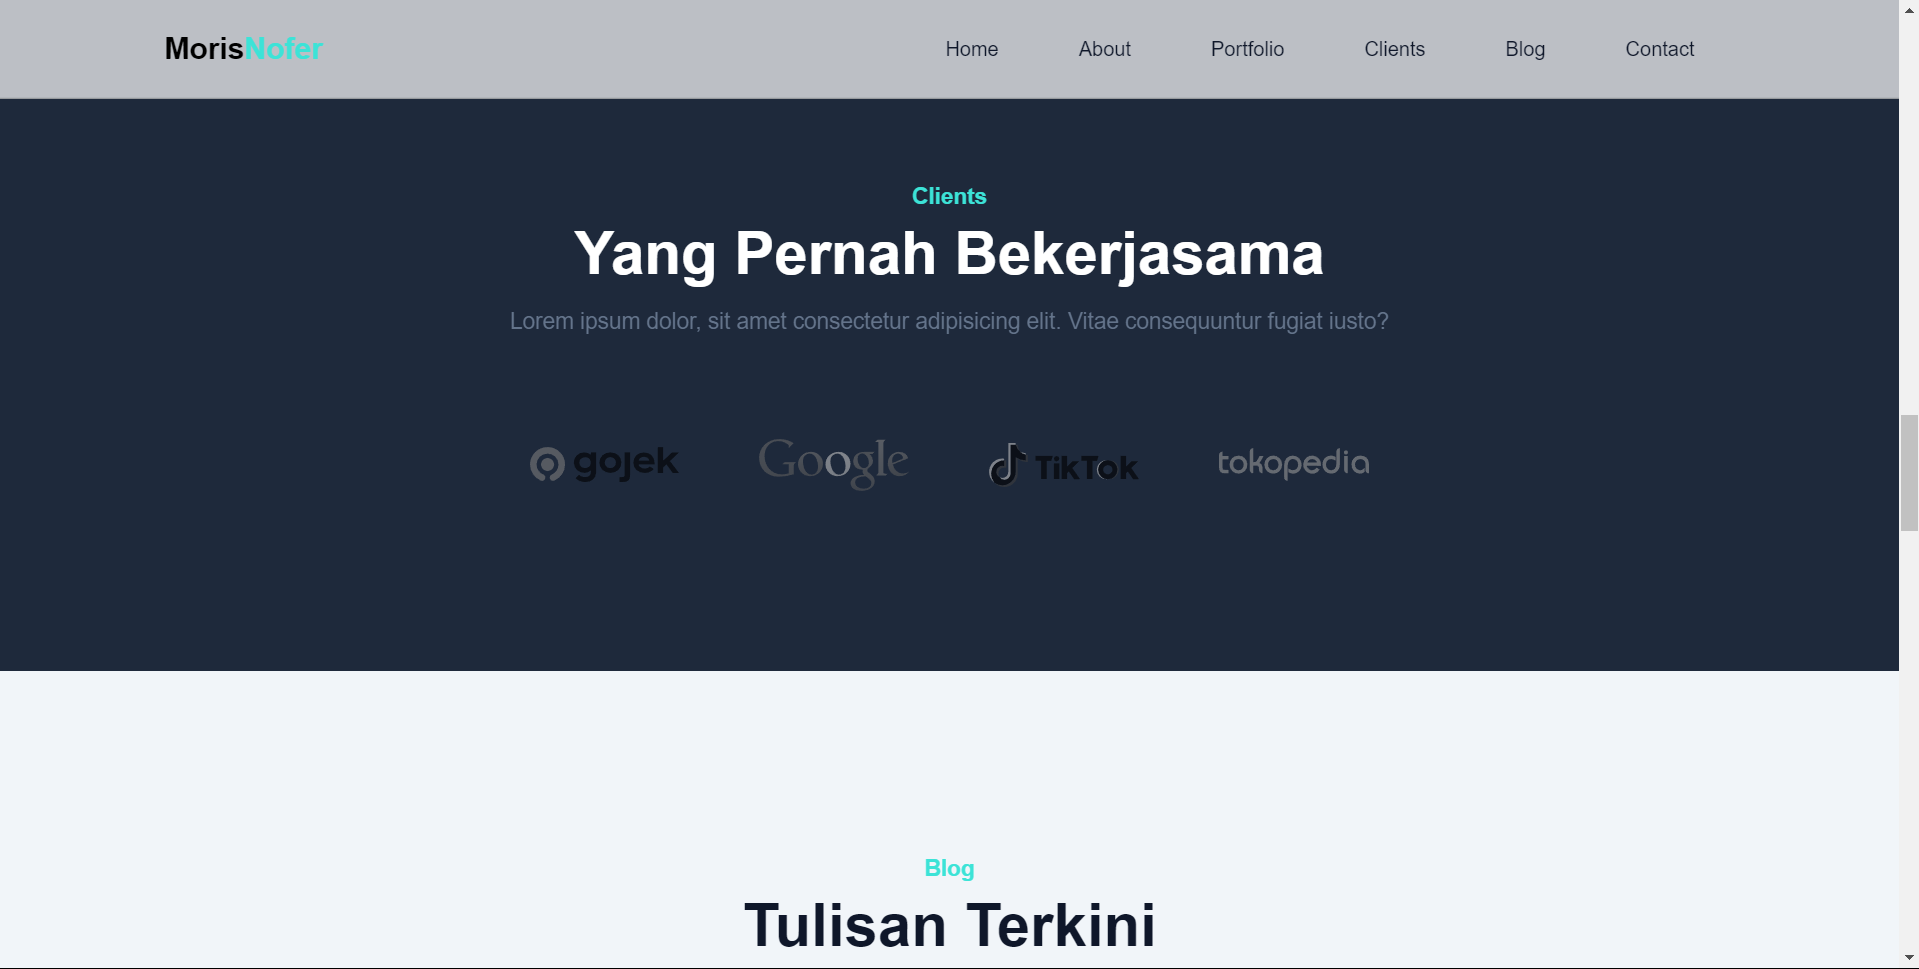 MorisNofer Home About Portfolio Clients Blog Contact
Clients
Yang Pernah Bekerjasama
Lorem ipsum dolor, sit amet consectetur adipisicing elit. Vitae consequuntur fugiat iusto?
gojek Google TikTok tokopedia
Blog
Tulisan Terkini